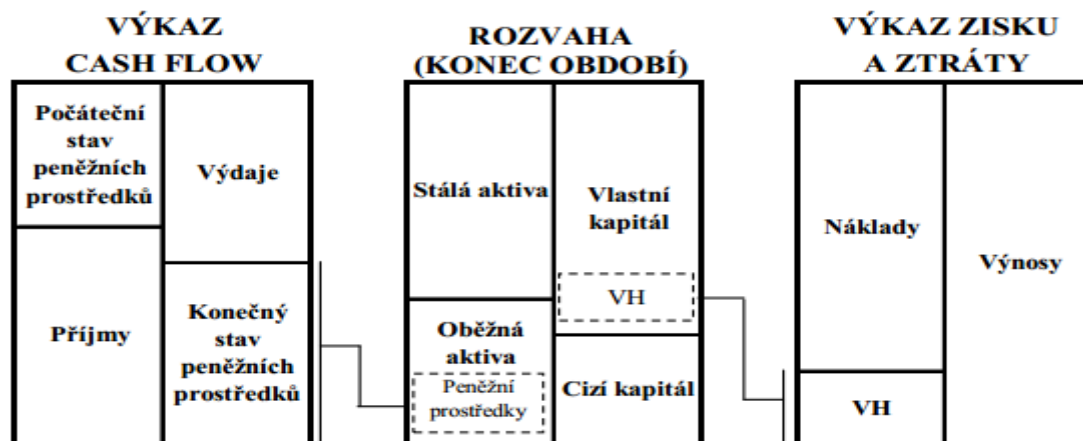 VÝKAZ
CASH FLOW
Počáteční
stav
peněžních
prostředků
Výdaje
Příjmy
Konečný
stav
peněžních
prostředků
ROZVAHA
(KONEC OBDOBÍ)
Stálá aktiva
Vlastní
kapitál
VH
Oběžná
aktiva
Peněžní
prostředky
Cizí kapitál
VÝKAZ ZISKU
A ZTRÁTY
Náklady
Výnosy
VH